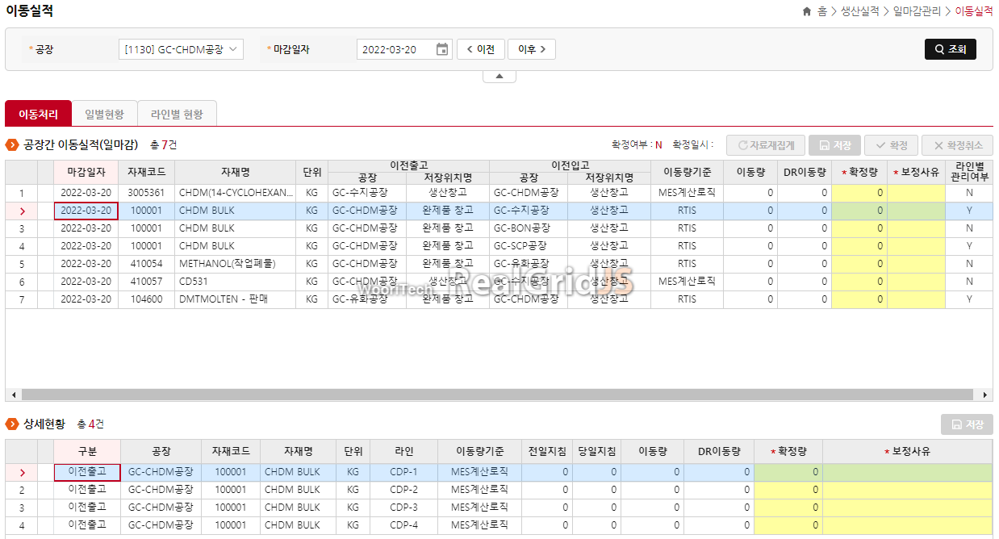 이동실적
홈 > 생산실적 > 일마감관리 > 이동실적
* 공장 [1130] GC-CHDM공장 * 마감일자 2022-03-20 < 이전 이후 > 조회
이동처리 일별현황 라인별 현황
공장간 이동실적(일마감) 총 7건 확정여부 : N 확정일시 : 자료재집계 저장 확정 확정취소
마감일자 자재코드 자재명 단위 이전출고 이전입고 이동량기준 이동량 DR이동량 * 확정량 * 보정사유 라인별 관리여부
공장 저장위치명 공장 저장위치명
1 2022-03-20 3005361 CHDM(14-CYCLOHEXAN... KG GC-수지공장 생산창고 GC-CHDM공장 생산창고 MES계산로직 0 0 0 N
2022-03-20 100001 CHDM BULK KG GC-CHDM공장 완제품 창고 GC-수지공장 생산창고 RTIS 0 0 0 Y
3 2022-03-20 100001 CHDM BULK KG GC-CHDM공장 완제품 창고 GC-BON공장 생산창고 RTIS 0 0 0 N
4 2022-03-20 100001 CHDM BULK KG GC-CHDM공장 완제품 창고 GC-SCP공장 생산창고 RTIS 0 0 0 Y
5 2022-03-20 410054 METHANOL(작업폐물) KG GC-CHDM공장 완제품 창고 GC-유화공장 생산창고 RTIS 0 0 0 N
6 2022-03-20 410057 CD531 KG GC-CHDM공장 생산창고 GC-수지공장 생산창고 MES계산로직 0 0 0 N
7 2022-03-20 104600 DMTMOLTEN - 판매 KG GC-유화공장 완제품 창고 GC-CHDM공장 생산창고 RTIS 0 0 0 Y
WooriTech RealGridJS
상세현황 총 4건 저장
구분 공장 자재코드 자재명 단위 라인 이동량기준 전일지침 당일지침 이동량 DR이동량 * 확정량 * 보정사유
이전출고 GC-CHDM공장 100001 CHDM BULK KG CDP-1 MES계산로직 0 0 0 0 0
2 이전출고 GC-CHDM공장 100001 CHDM BULK KG CDP-2 MES계산로직 0 0 0 0 0
3 이전출고 GC-CHDM공장 100001 CHDM BULK KG CDP-3 MES계산로직 0 0 0 0 0
4 이전출고 GC-CHDM공장 100001 CHDM BULK KG CDP-4 MES계산로직 0 0 0 0 0